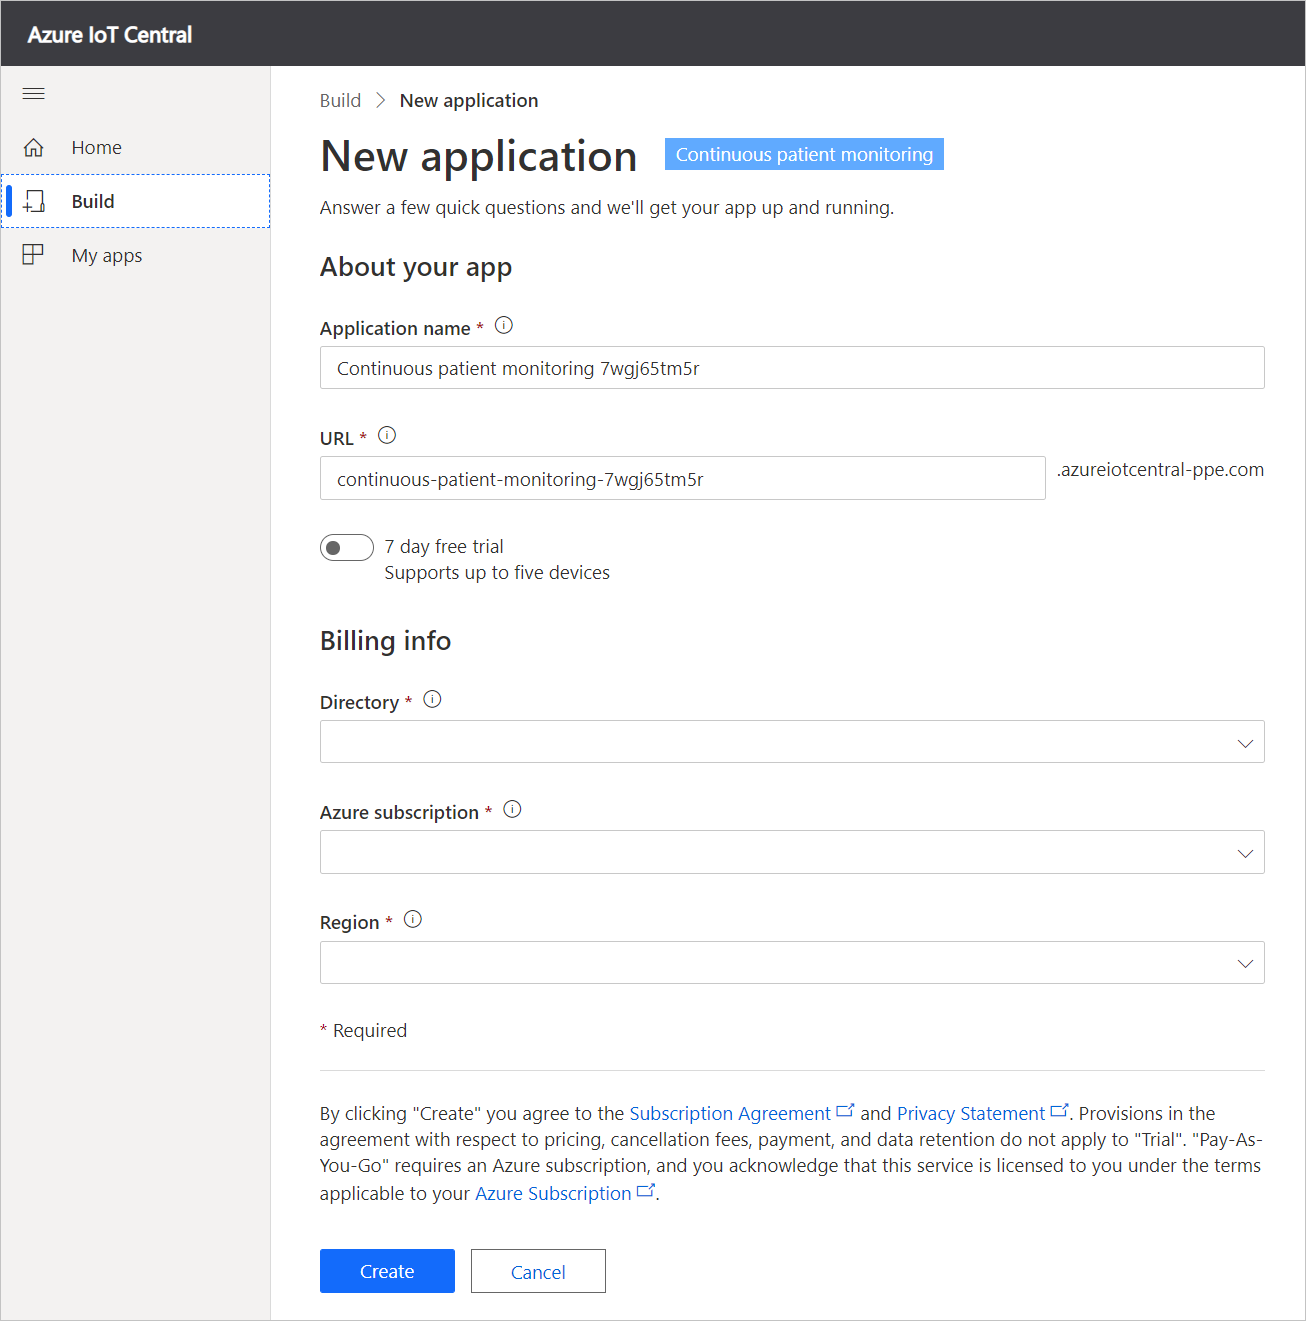 Azure IoT Central
Home
Build
My apps
Build > New application
New application Continuous patient monitoring
Answer a few quick questions and we'll get your app up and running.
About your app
Application name *
Continuous patient monitoring 7wgj65tm5r
URL *
continuous-patient-monitoring-7wgj65tm5r .azureiotcentral-ppe.com
7 day free trial
Supports up to five devices
Billing info
Directory *
Azure subscription *
Region *
* Required
By clicking "Create" you agree to the Subscription Agreement and Privacy Statement. Provisions in the
agreement with respect to pricing, cancellation fees, payment, and data retention do not apply to "Trial". "Pay-As-
You-Go" requires an Azure subscription, and you acknowledge that this service is licensed to you under the terms
applicable to your Azure Subscription.
Create Cancel